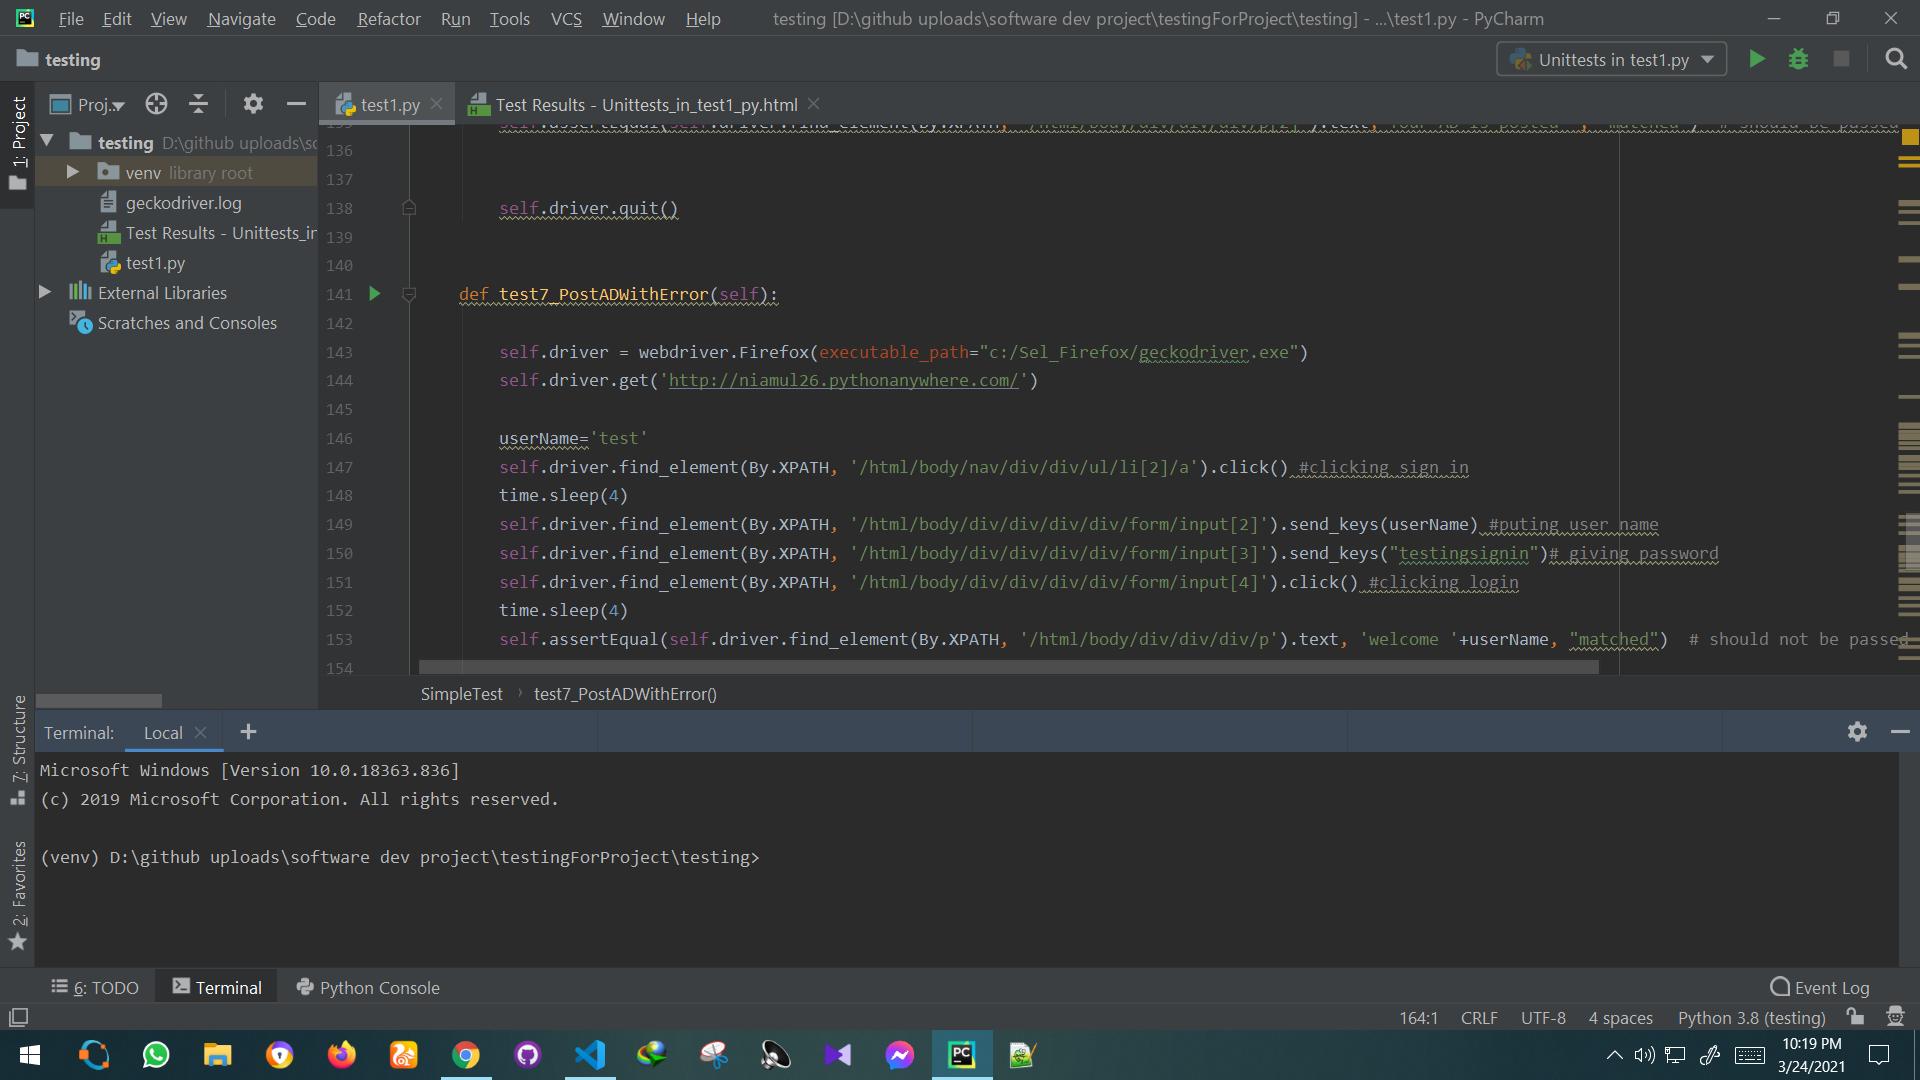 File Edit View Navigate Code Refactor Run Tools VCS Window Help testing [D:\github uploads\software dev project\testingForProject\testing] - ...\test1.py - PyCharm
testing
Unittests in test1.py
1: Project
Proj..
test1.py
Test Results - Unittests_in_test1_py.html
testing D:\github uploads\so
venv library root
geckodriver.log
Test Results - Unittests_in
test1.py
External Libraries
Scratches and Consoles
136
137
138 self.driver.quit()
139
140
141 def test7_PostADWithError(self):
142
143 self.driver = webdriver.Firefox(executable_path="c:/Sel_Firefox/geckodriver.exe")
144 self.driver.get('http://niamul26.pythonanywhere.com/')
145
146 userName='test'
147 self.driver.find_element(By.XPATH, '/html/body/nav/div/div/ul/li[2]/a').click() #clicking sign in
148 time.sleep(4)
149 self.driver.find_element(By.XPATH, '/html/body/div/div/div/div/form/input[2]').send_keys(userName) #puting user name
150 self.driver.find_element(By.XPATH, '/html/body/div/div/div/div/form/input[3]').send_keys("testingsignin")# giving password
151 self.driver.find_element(By.XPATH, '/html/body/div/div/div/div/form/input[4]').click() #clicking login
152 time.sleep(4)
153 self.assertEqual(self.driver.find_element(By.XPATH, '/html/body/div/div/div/p').text, 'welcome '+userName, "matched") # should not be passed
154
SimpleTest › test7_PostADWithError()
7: Structure
2: Favorites
Terminal: Local
Microsoft Windows [Version 10.0.18363.836]
(c) 2019 Microsoft Corporation. All rights reserved.
(venv) D:\github uploads\software dev project\testingForProject\testing>
6: TODO Terminal Python Console Event Log
164:1 CRLF UTF-8 4 spaces Python 3.8 (testing)
10:19 PM
3/24/2021